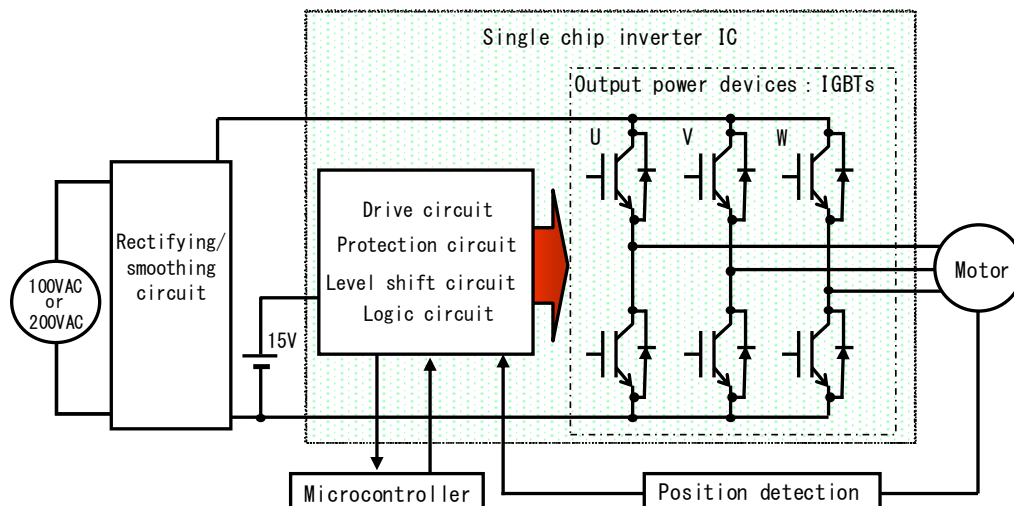 Single chip inverter IC
Output power devices : IGBTs
U
V
W
Drive circuit
Protection circuit
Level shift circuit
Logic circuit
Rectifying/
smoothing
circuit
100VAC
or
200VAC
15V
Motor
Microcontroller
Position detection